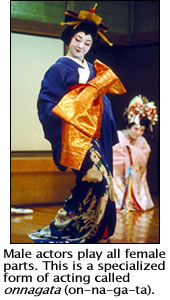 Male actors play all female
parts. This is a specialized
form of acting called
onnagata (on–na–ga–ta).